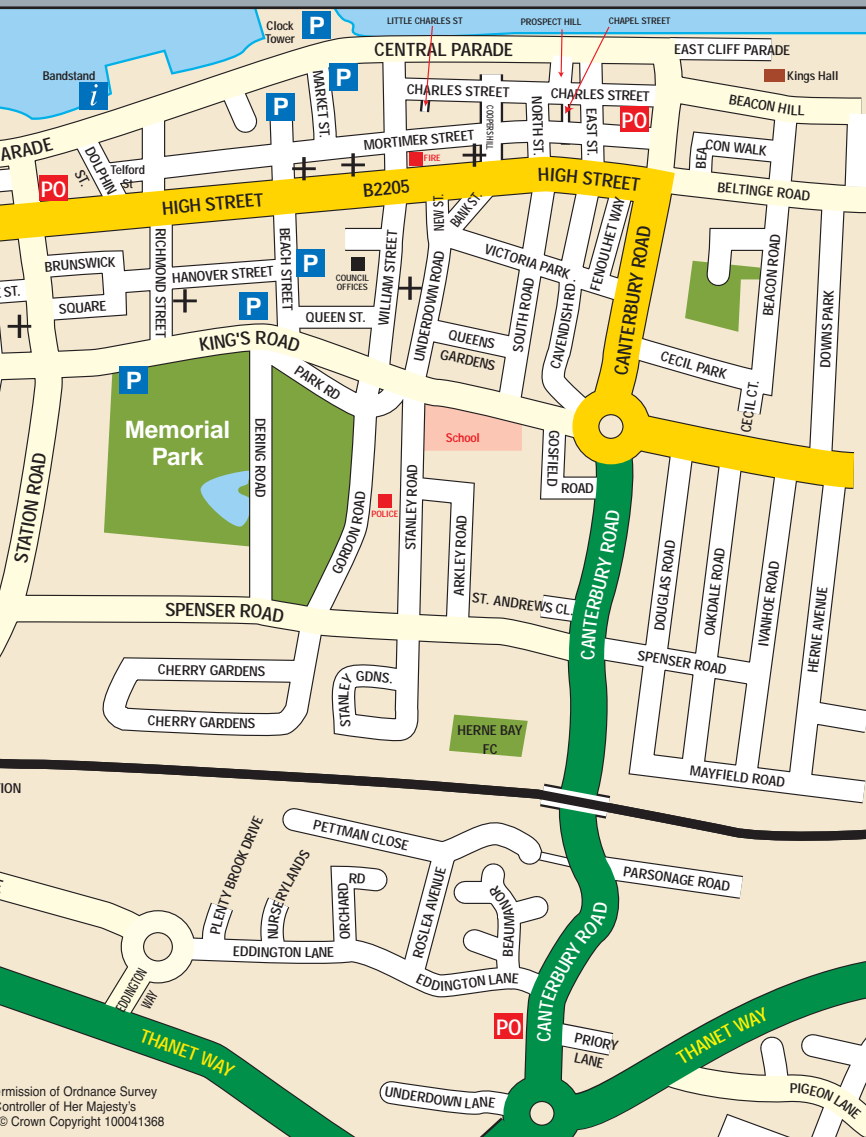 LITTLE CHARLES ST
PROSPECT HILL
CHAPEL STREET
Clock
Tower
P
CENTRAL PARADE
EAST CLIFF PARADE
Bandstand
i
MARKET ST.
P
Kings Hall
CHARLES STREET
CHARLES STREET
P
COOPERS HILL
NORTH ST.
EAST ST.
PO
BEACON HILL
MORTIMER STREET
ARADE
DOLPHIN
ST.
Telford
St
FIRE
BEA
CON WALK
PO
HIGH STREET
B2205
HIGH STREET
BELTINGE ROAD
NEW ST.
BANK ST.
FENOULHET WAY
BRUNSWICK
SQUARE
RICHMOND STREET
HANOVER STREET
BEACH STREET
P
COUNCIL
OFFICES
WILLIAM STREET
UNDERDOWN ROAD
VICTORIA PARK
SOUTH ROAD
CAVENDISH RD.
CANTERBURY ROAD
BEACON ROAD
DOWNS PARK
ST.
P
QUEEN ST.
KING'S ROAD
QUEENS
GARDENS
CECIL PARK
CECIL CT.
P
PARK RD
Memorial
Park
DERING ROAD
School
GOSFIELD
ROAD
STATION ROAD
GORDON ROAD
POLICE
STANLEY ROAD
ARKLEY ROAD
CANTERBURY ROAD
DOUGLAS ROAD
OAKDALE ROAD
IVANHOE ROAD
HERNE AVENUE
SPENSER ROAD
ST. ANDREWS CL.
SPENSER ROAD
CHERRY GARDENS
CHERRY GARDENS
STANLEY
GDNS.
HERNE BAY
FC
MAYFIELD ROAD
ION
PETTMAN CLOSE
PARSONAGE ROAD
PLENTY BROOK DRIVE
NURSERYLANDS
ORCHARD
RD
ROSLEA AVENUE
BEAUMANOR
CANTERBURY ROAD
EDDINGTON LANE
EDDINGTON LANE
EDDINGTON
WAY
PO
PRIORY
LANE
THANET WAY
THANET WAY
UNDERDOWN LANE
PIGEON LANE
rmission of Ordnance Survey
Controller of Her Majesty's
© Crown Copyright 100041368